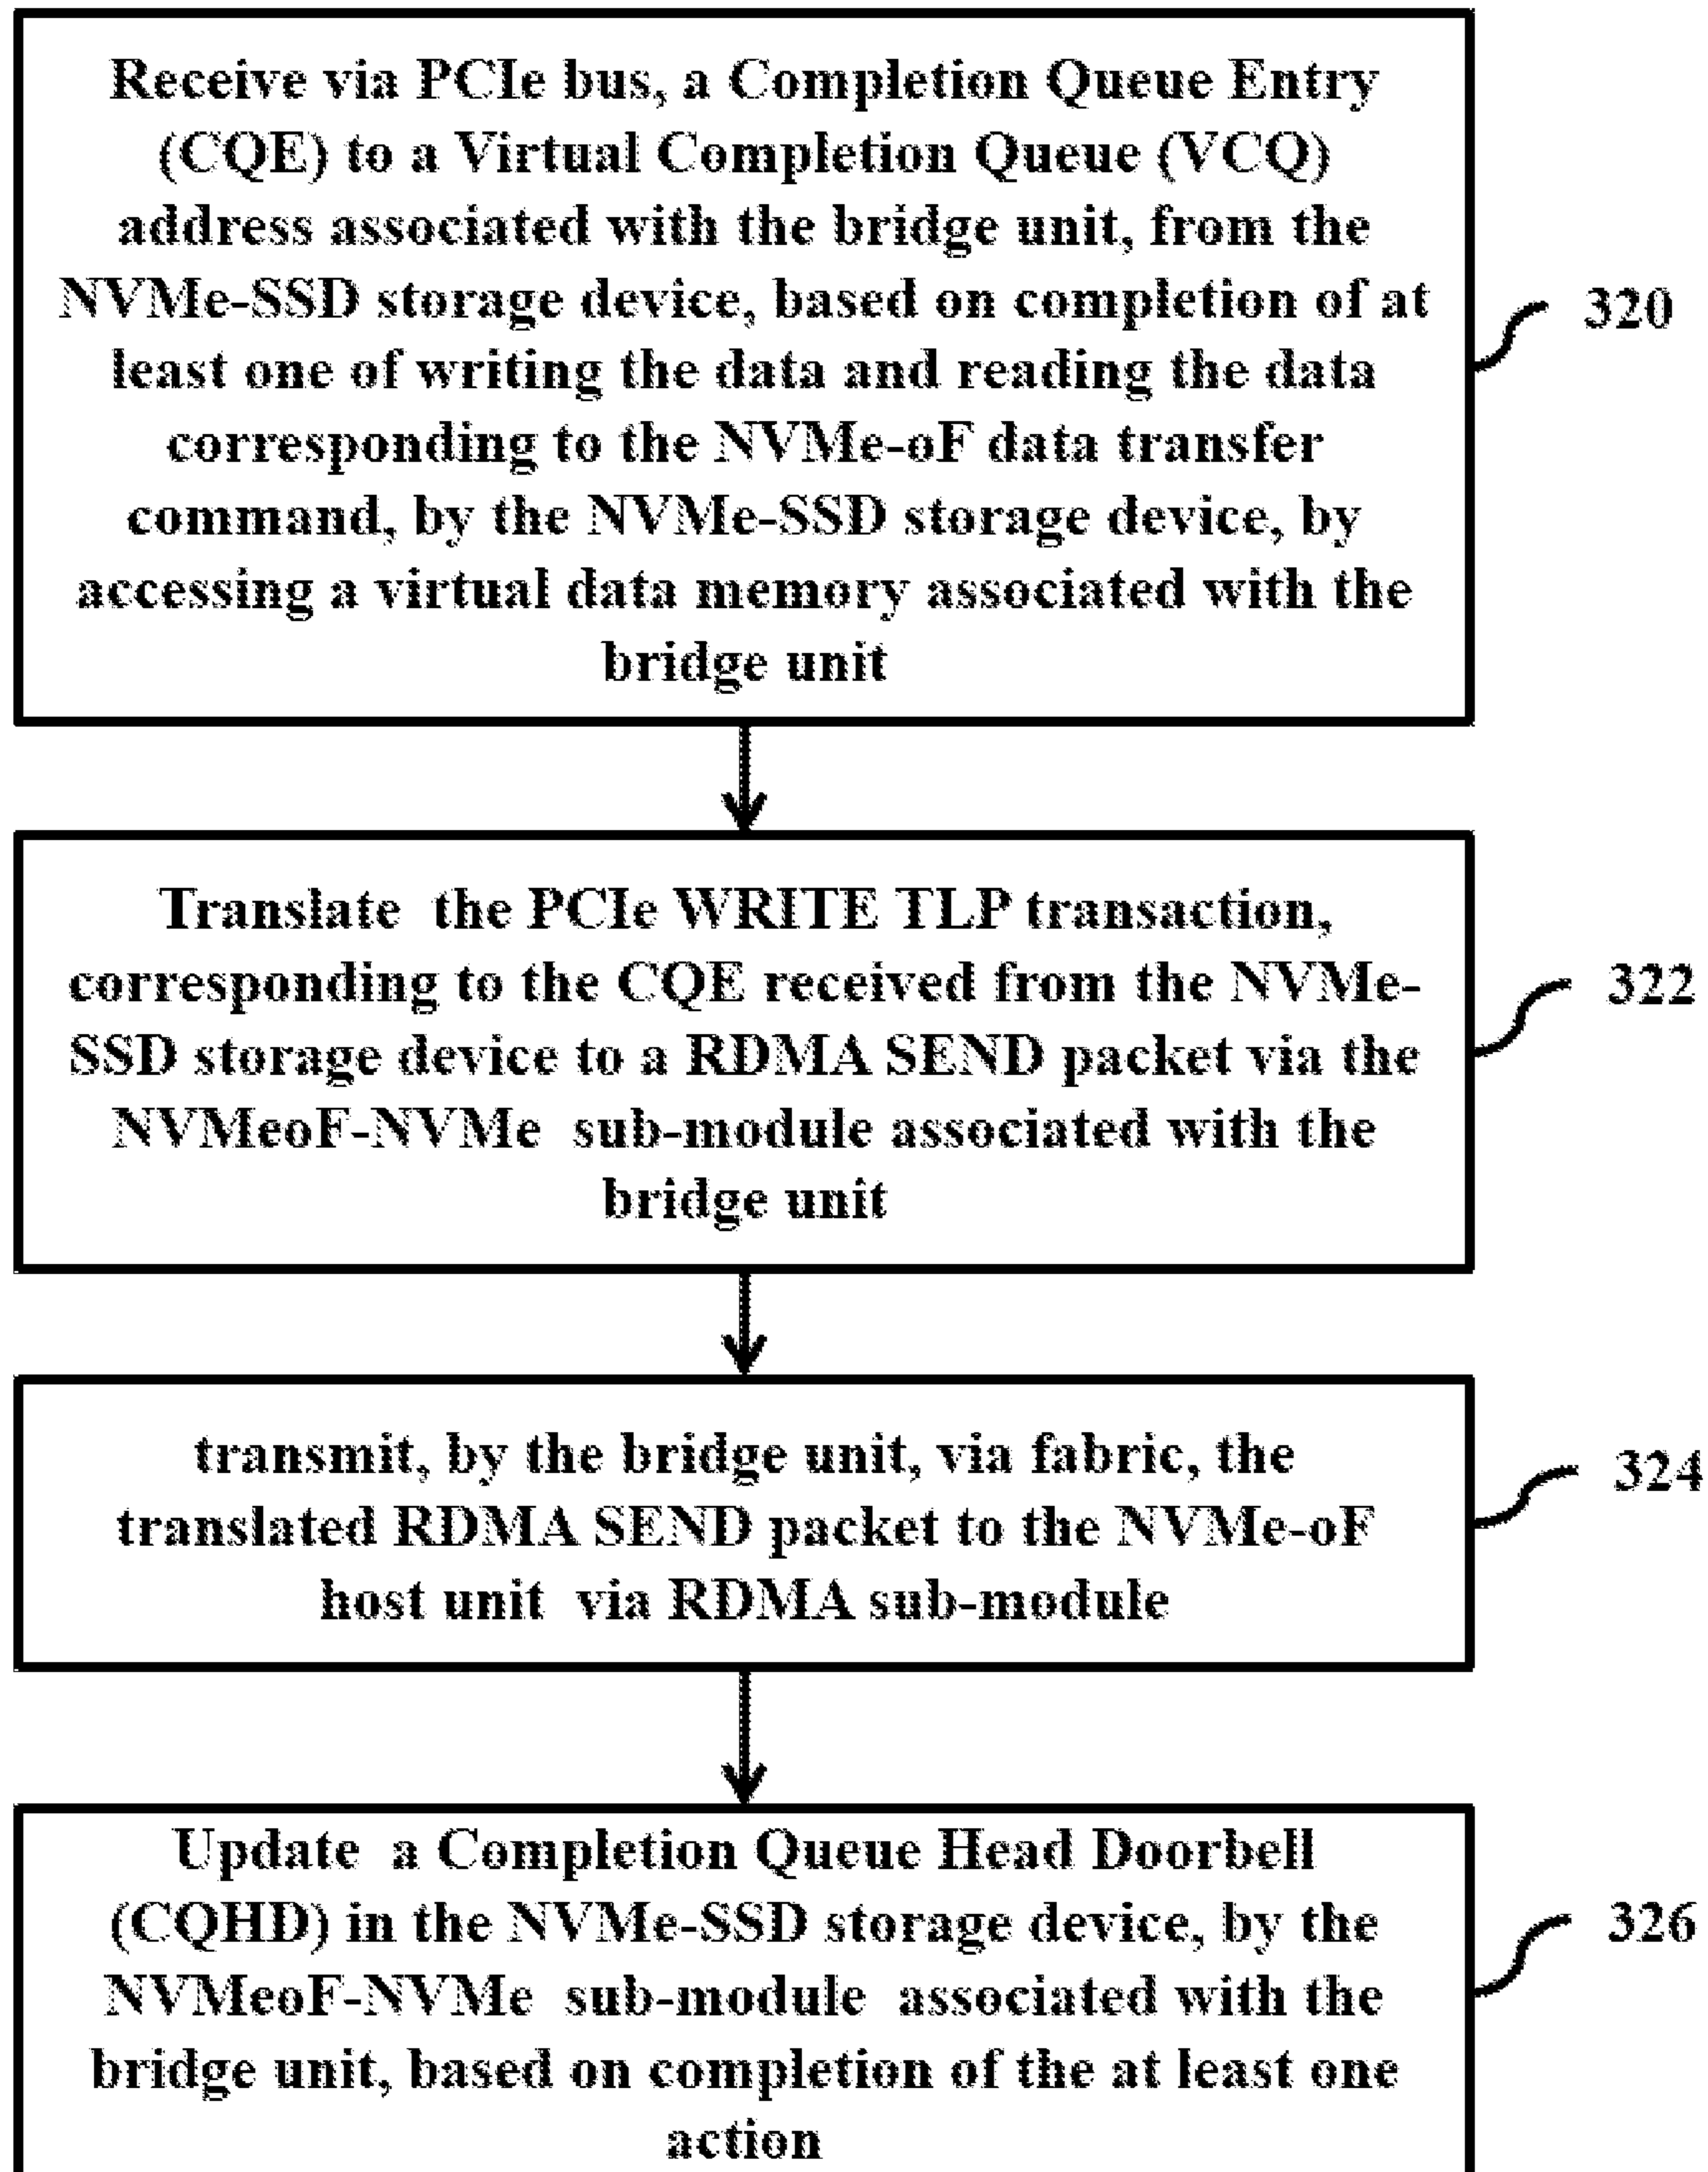 Receive via PCIe bus, a Completion Queue Entry
(CQE) to a Virtual Completion Queue (VCQ)
address associated with the bridge unit, from the
NVMe-SSD storage device, based on completion of at
least one of writing the data and reading the data
corresponding to the NVMe-oF data transfer
command, by the NVMe-SSD storage device, by
accessing a virtual data memory associated with the
bridge unit
320
Translate the PCIe WRITE TLP transaction,
corresponding to the CQE received from the NVMe-
SSD storage device to a RDMA SEND packet via the
NVMeoF-NVMe sub-module associated with the
bridge unit
322
transmit, by the bridge unit, via fabric, the
translated RDMA SEND packet to the NVMe-oF
host unit via RDMA sub-module
324
Update a Completion Queue Head Doorbell
(CQHD) in the NVMe-SSD storage device, by the
NVMeoF-NVMe sub-module associated with the
bridge unit, based on completion of the at least one
action
326